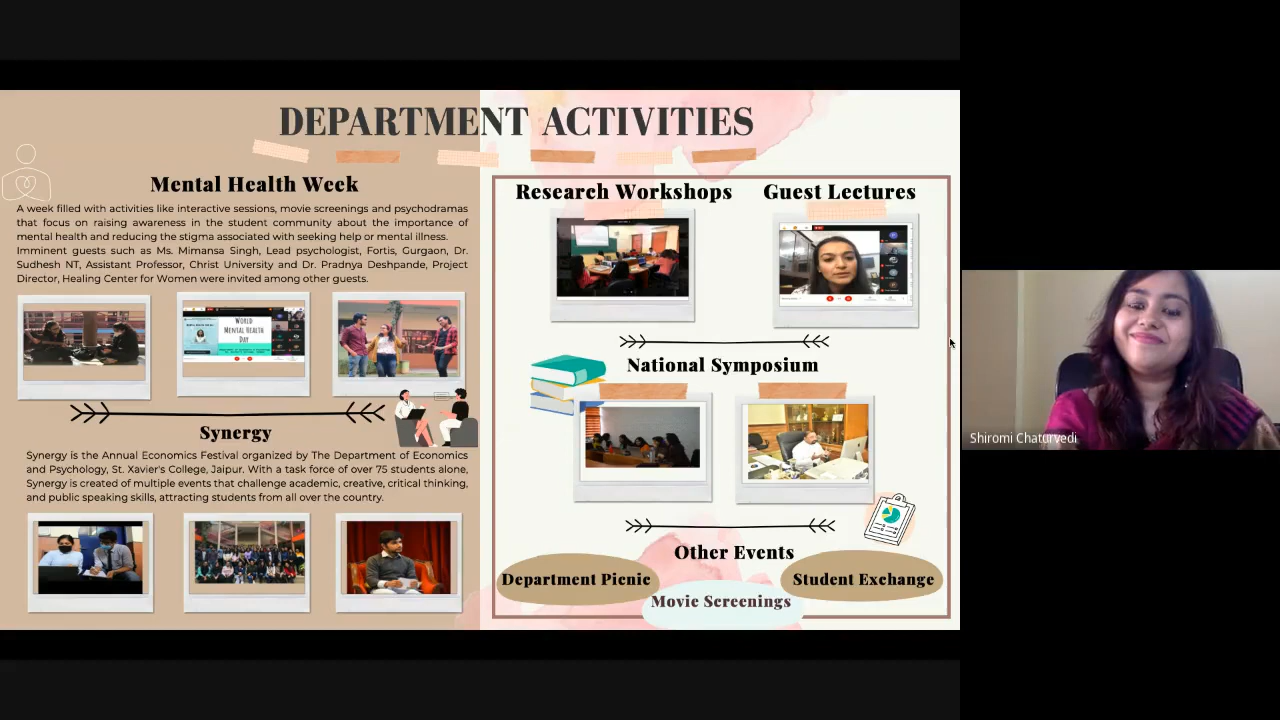 DEPARTMENT ACTIVITIES
Mental Health Week
A week filled with activities like interactive sessions, movie screenings and psychodramas
that focus on raising awareness in the student community about the importance of
mental health and reducing the stigma associated with seeking help or mental illness.
Imminent guests such as Ms. Mimansa Singh, Lead psychologist, Fortis, Gurgaon, Dr.
Sudhesh NT, Assistant Professor, Christ University and Dr. Pradnya Deshpande, Project
Director, Healing Center for Women were invited among other guests.
WORLD
MENTAL HEALTH
DAY
Synergy
Synergy is the Annual Economics Festival organized by The Department of Economics
and Psychology, St. Xavier's College, Jaipur. With a task force of over 75 students alone,
Synergy is created of multiple events that challenge academic, creative, critical thinking,
and public speaking skills, attracting students from all over the country.
Research Workshops
Guest Lectures
National Symposium
Other Events
Department Picnic
Student Exchange
Movie Screenings
Shiromi Chaturvedi